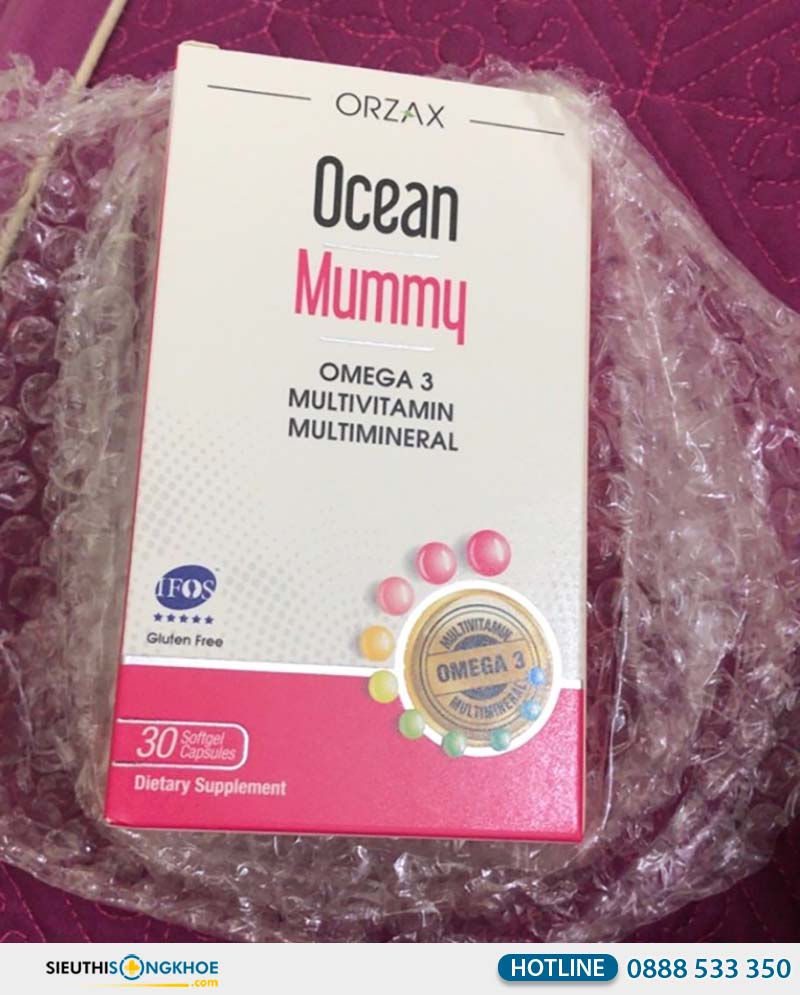 ORZAX
Ocean
Mummy
OMEGA 3
MULTIVITAMIN
MULTIMINERAL
IFOS
Gluten Free
MULTIVITAMIN
OMEGA 3
MULTIMINERAL
30 Softgel
Capsules
Dietary Supplement
SIEUTHISONGKHOE
.com
HOTLINE 0888 533 350